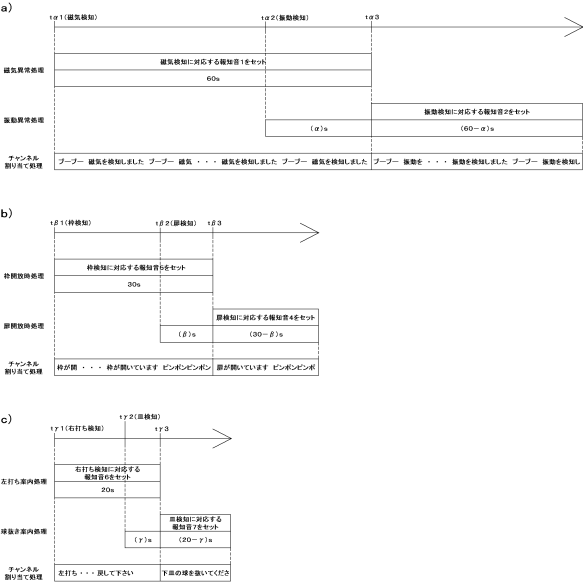 a)
tα1(磁気検知)
tα2(振動検知)
tα3
磁気異常処理
磁気検知に対応する報知音1をセット
60s
振動異常処理
振動検知に対応する報知音2をセット
(α)s
(60-α)s
チャンネル
割り当て処理
ブーブー 磁気を検知しました ブーブー 磁気 ・・・ 磁気を検知しました ブーブー 磁気を検知しました
ブーブー 振動を ・・・ 振動を検知しました ブーブー 振動を検知し
b)
tβ1(枠検知)
tβ2(扉検知)
tβ3
枠開放時処理
枠検知に対応する報知音5をセット
30s
扉開放時処理
扉検知に対応する報知音4をセット
(β)s
(30-β)s
チャンネル
割り当て処理
枠が開 ・・・ 枠が開いています ピンポンピンポン
扉が開いています ピンポンピンポ
c)
tγ2(皿検知)
tγ1(右打ち検知)
tγ3
左打ち案内処理
右打ち検知に対応する
報知音6をセット
20s
球抜き案内処理
皿検知に対応する
報知音7をセット
(γ)s
(20-γ)s
チャンネル
割り当て処理
左打ち・・・戻して下さい
下皿の球を抜いてくださ